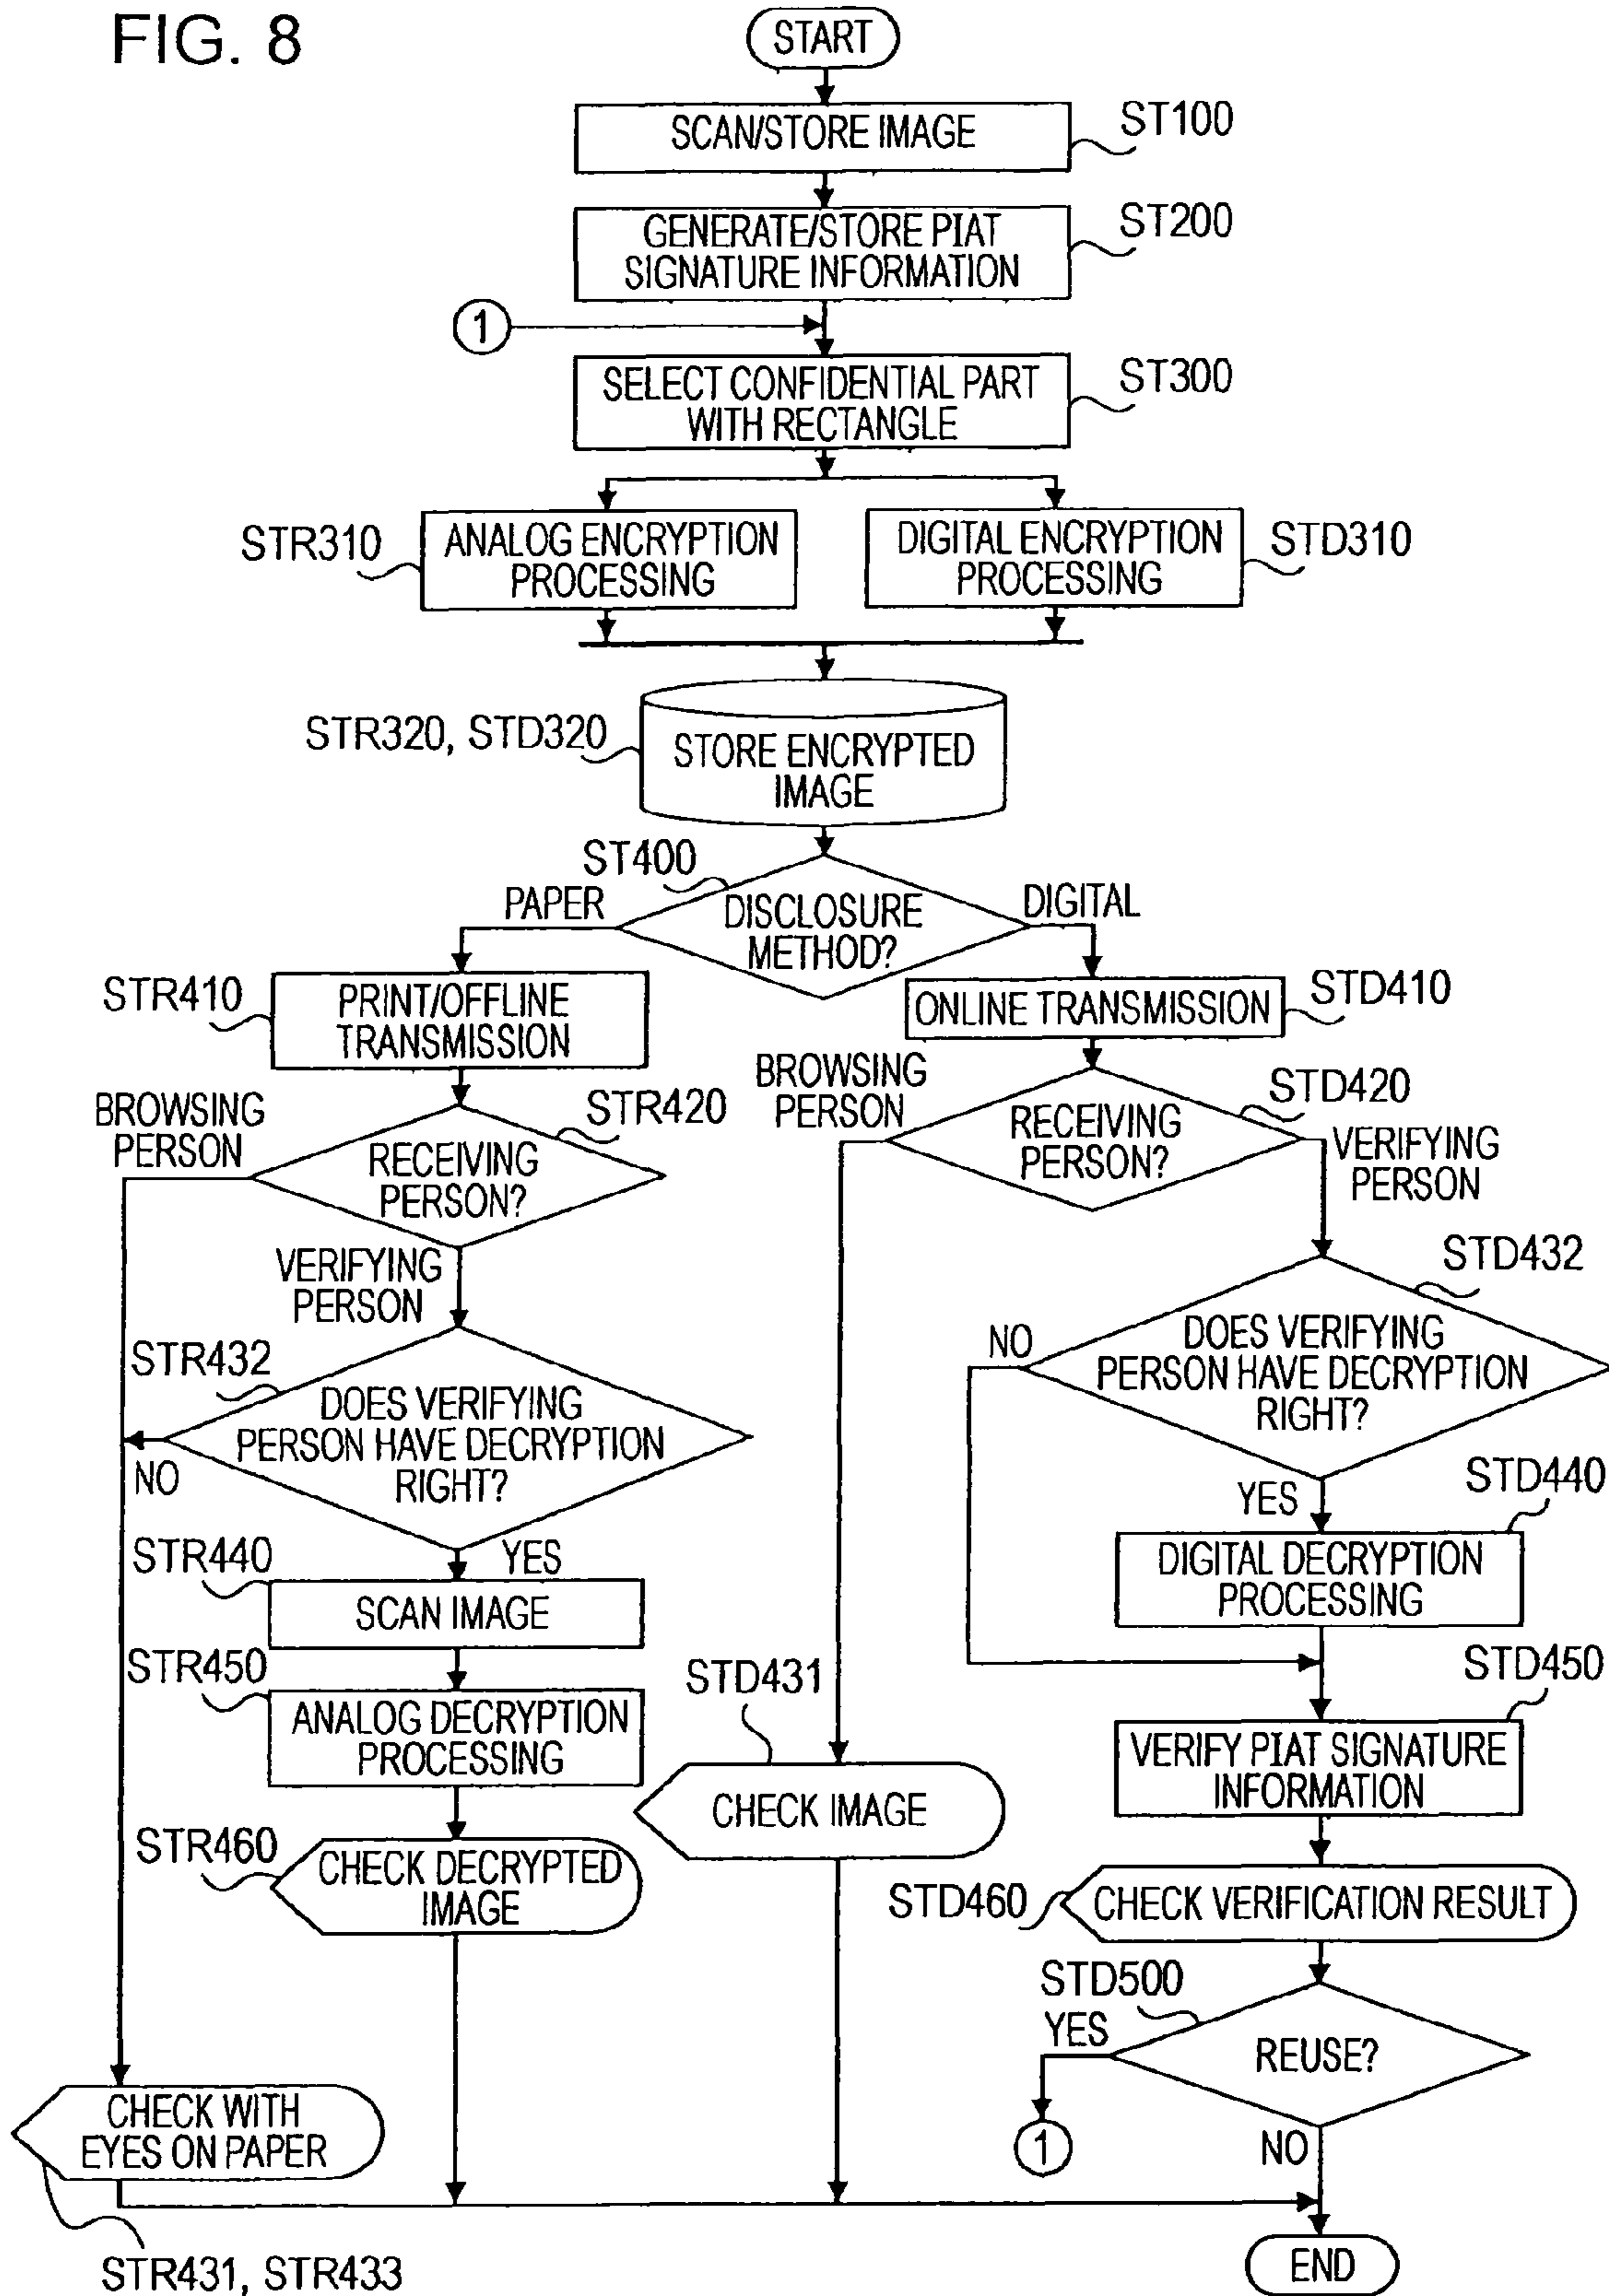 FIG. 8
START
SCAN/STORE IMAGE
ST100
GENERATE/STORE PIAT
SIGNATURE INFORMATION
ST200
1
SELECT CONFIDENTIAL PART
WITH RECTANGLE
ST300
STR310
ANALOG ENCRYPTION
PROCESSING
DIGITAL ENCRYPTION
PROCESSING
STD310
STR320, STD320
STORE ENCRYPTED
IMAGE
ST400
PAPER
DISCLOSURE
METHOD?
DIGITAL
STR410
PRINT/OFFLINE
TRANSMISSION
ONLINE TRANSMISSION
STD410
BROWSING
PERSON
STR420
RECEIVING
PERSON?
VERIFYING
PERSON
BROWSING
PERSON
STD420
RECEIVING
PERSON?
VERIFYING
PERSON
STR432
DOES VERIFYING
PERSON HAVE DECRYPTION
RIGHT?
NO
YES
STD432
NO
DOES VERIFYING
PERSON HAVE DECRYPTION
RIGHT?
YES
STR440
SCAN IMAGE
STD440
DIGITAL DECRYPTION
PROCESSING
STR450
ANALOG DECRYPTION
PROCESSING
STD431
CHECK IMAGE
STD450
VERIFY PIAT SIGNATURE
INFORMATION
STR460
CHECK DECRYPTED
IMAGE
STD460
CHECK VERIFICATION RESULT
STD500
YES
REUSE?
1
NO
CHECK WITH
EYES ON PAPER
STR431, STR433
END